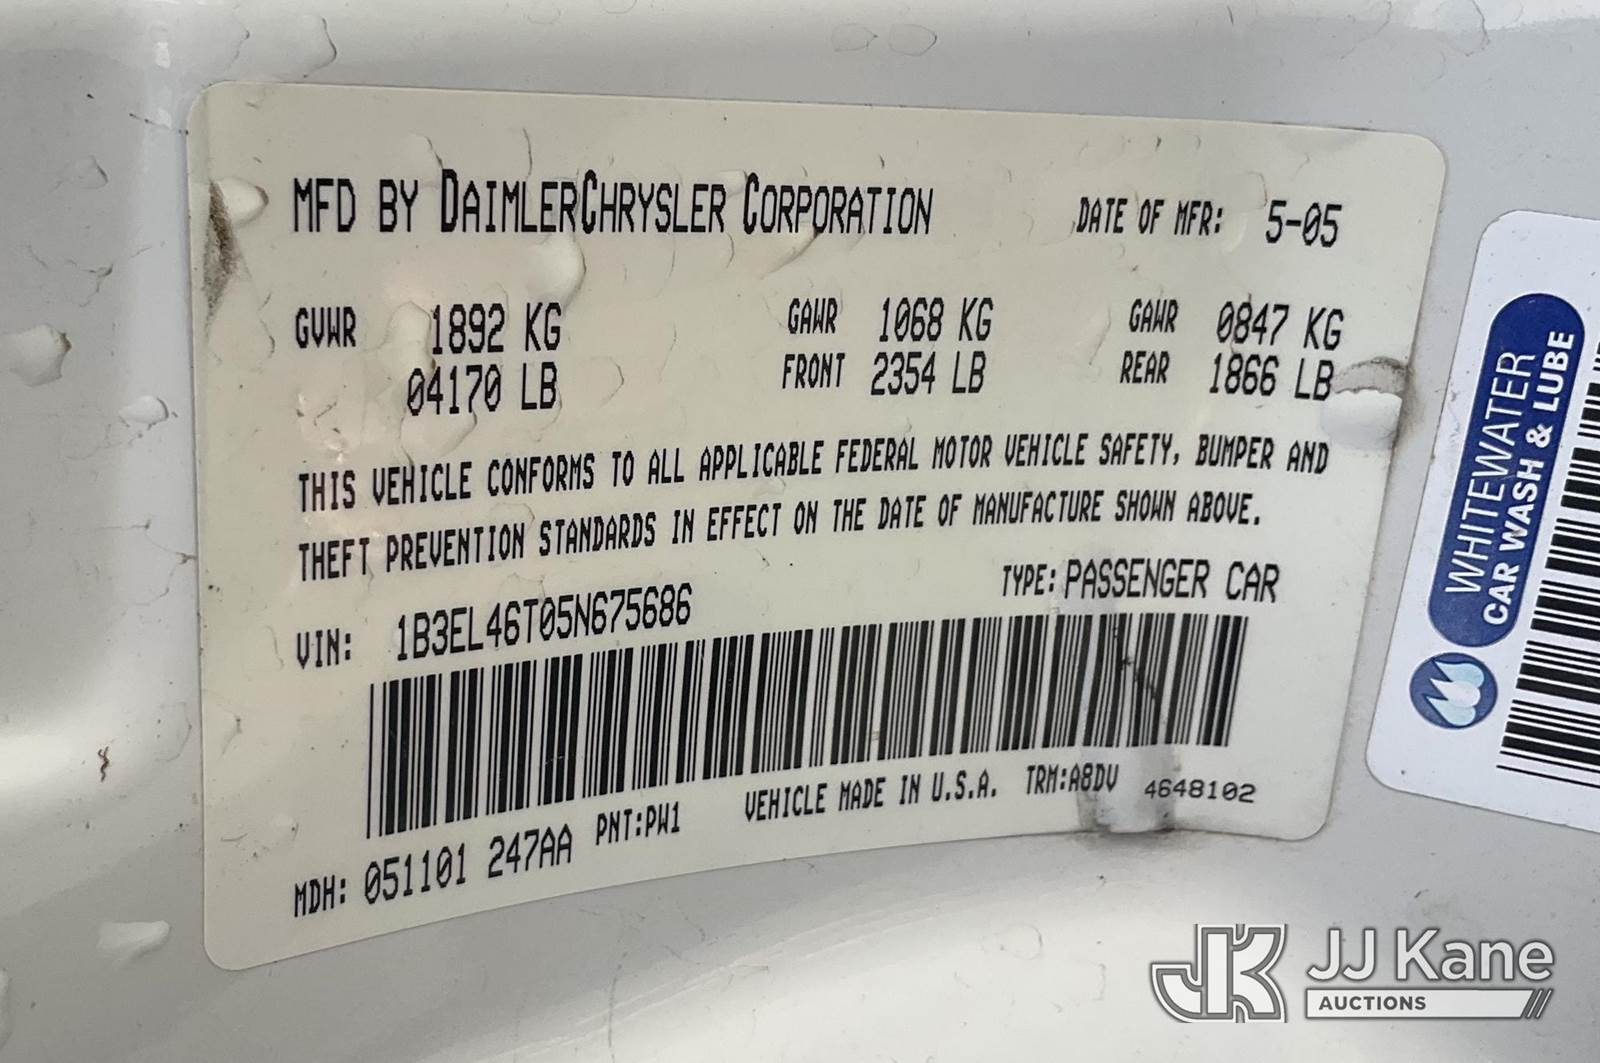 MFD BY DAIMLERCHRYSLER CORPORATION DATE OF MFR: 5-05
GVWR 1892 KG GAWR 1068 KG GAWR 0847 KG
04170 LB FRONT 2354 LB REAR 1866 LB
THIS VEHICLE CONFORMS TO ALL APPLICABLE FEDERAL MOTOR VEHICLE SAFETY, BUMPER AND
THEFT PREVENTION STANDARDS IN EFFECT ON THE DATE OF MANUFACTURE SHOWN ABOVE.
VIN: 1B3EL46T05N675686 TYPE: PASSENGER CAR
MDH: 051101 247AA PNT:PW1 VEHICLE MADE IN U.S.A. TRM:A8DV 4648102
WHITEWATER
CAR WASH & LUBE
JK JJ Kane
AUCTIONS